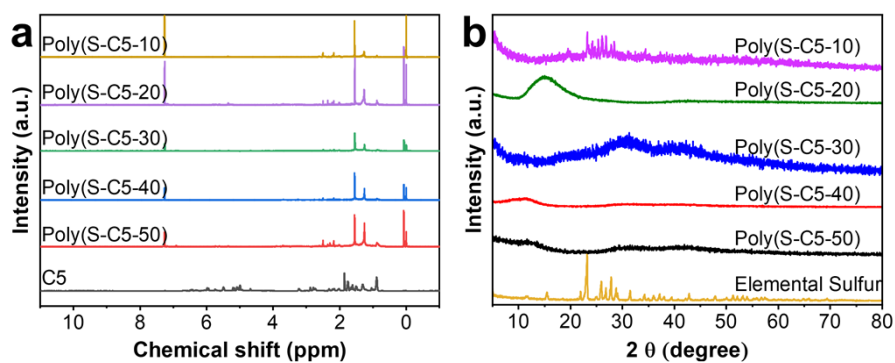 a
Intensity (a.u.)
Poly(S-C5-10)
Poly(S-C5-20)
Poly(S-C5-30)
Poly(S-C5-40)
Poly(S-C5-50)
C5
10 8 6 4 2 0
Chemical shift (ppm)
b
Intensity (a.u.)
Poly(S-C5-10)
Poly(S-C5-20)
Poly(S-C5-30)
Poly(S-C5-40)
Poly(S-C5-50)
Elemental Sulfur
10 20 30 40 50 60 70 80
2 θ (degree)